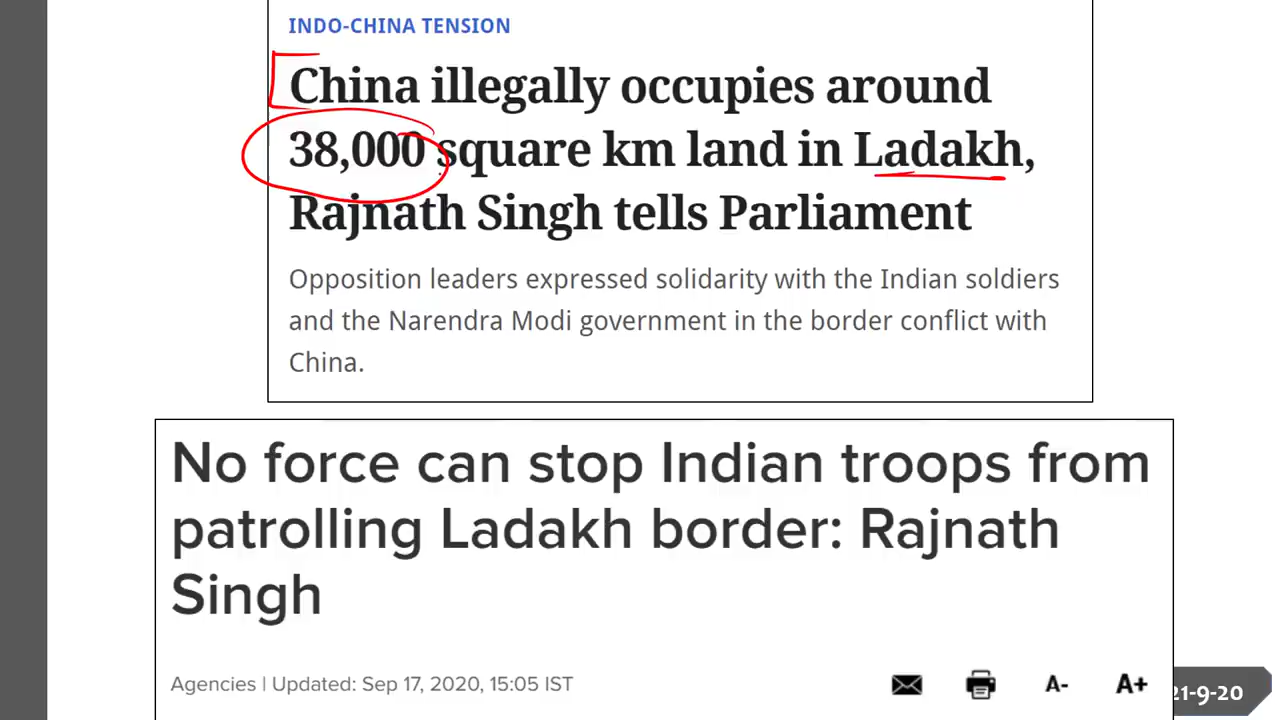 INDO-CHINA TENSION
China illegally occupies around
38,000 square km land in Ladakh,
Rajnath Singh tells Parliament
Opposition leaders expressed solidarity with the Indian soldiers
and the Narendra Modi government in the border conflict with
China.
No force can stop Indian troops from
patrolling Ladakh border: Rajnath
Singh
Agencies | Updated: Sep 17, 2020, 15:05 IST
A- A+
21-9-20